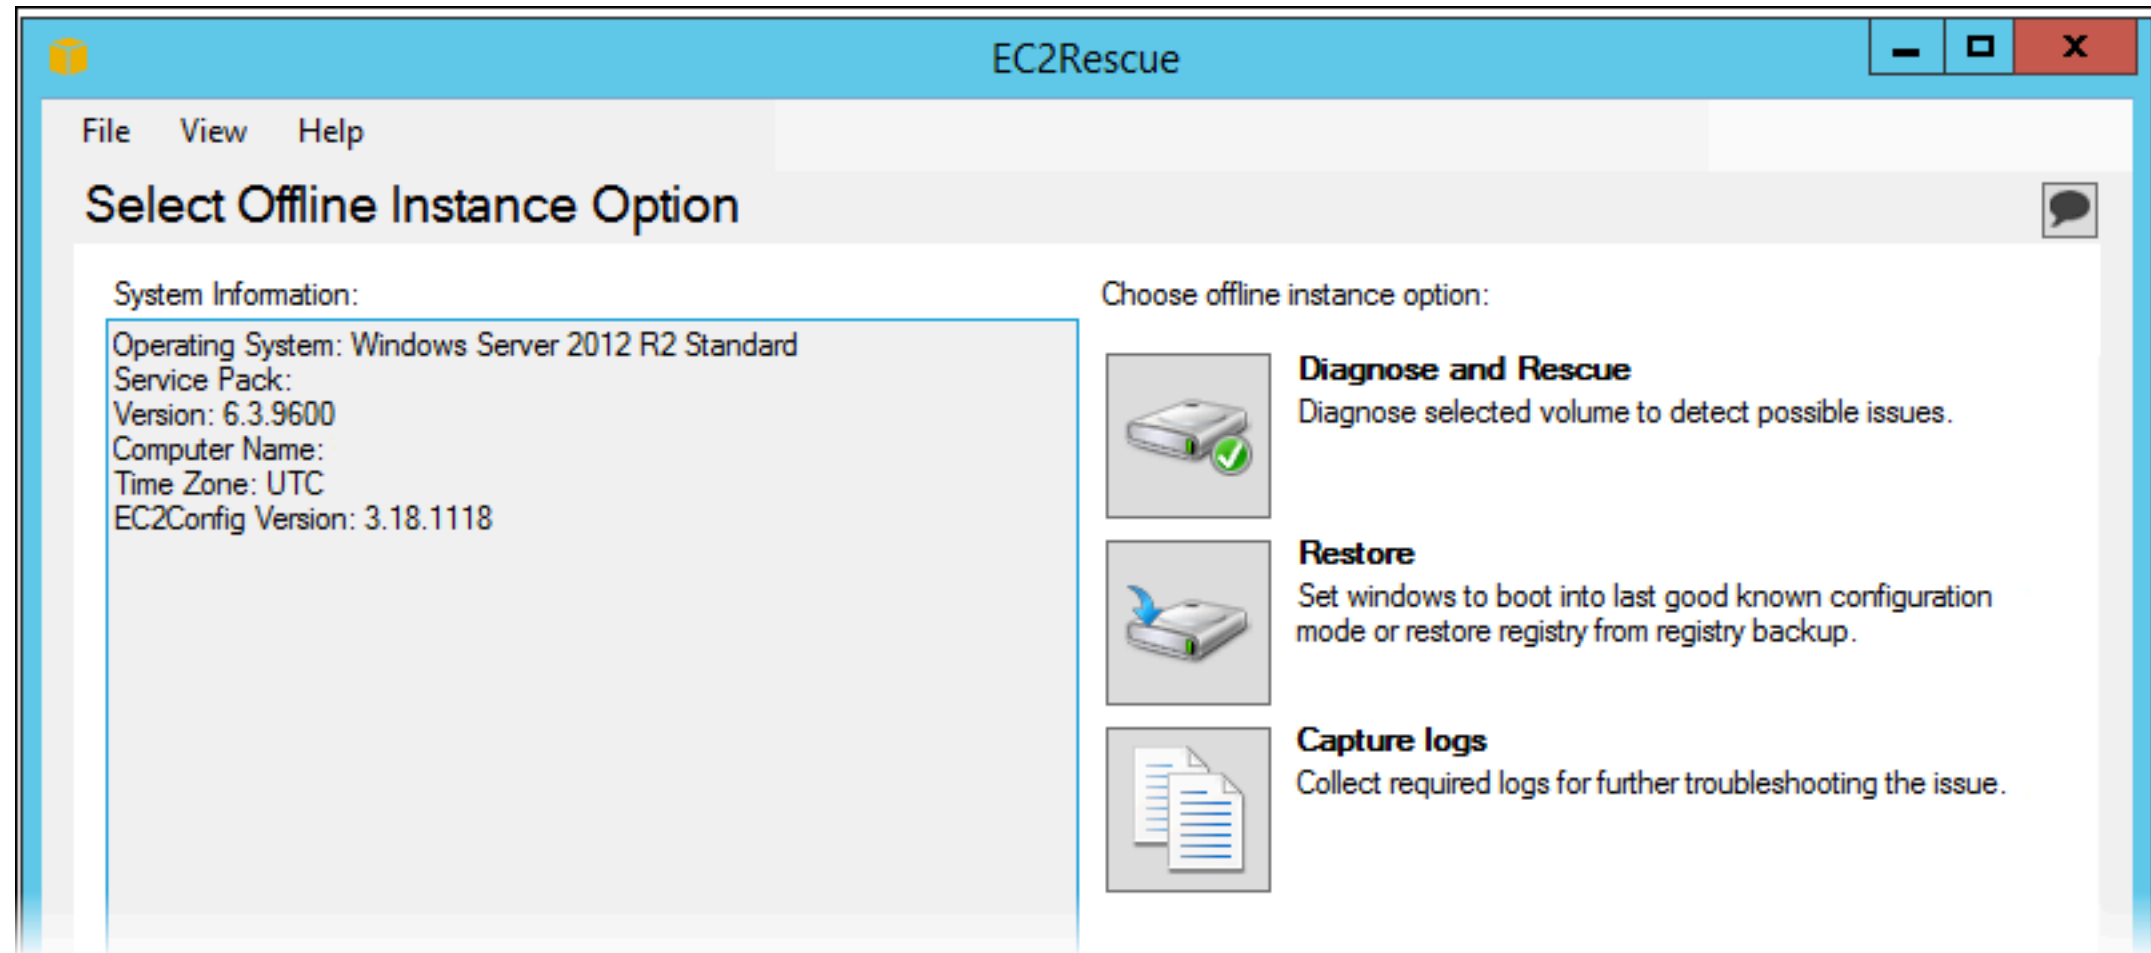 EC2Rescue
File View Help
Select Offline Instance Option
System Information:
Operating System: Windows Server 2012 R2 Standard
Service Pack:
Version: 6.3.9600
Computer Name:
Time Zone: UTC
EC2Config Version: 3.18.1118
Choose offline instance option:
Diagnose and Rescue
Diagnose selected volume to detect possible issues.
Restore
Set windows to boot into last good known configuration
mode or restore registry from registry backup.
Capture logs
Collect required logs for further troubleshooting the issue.